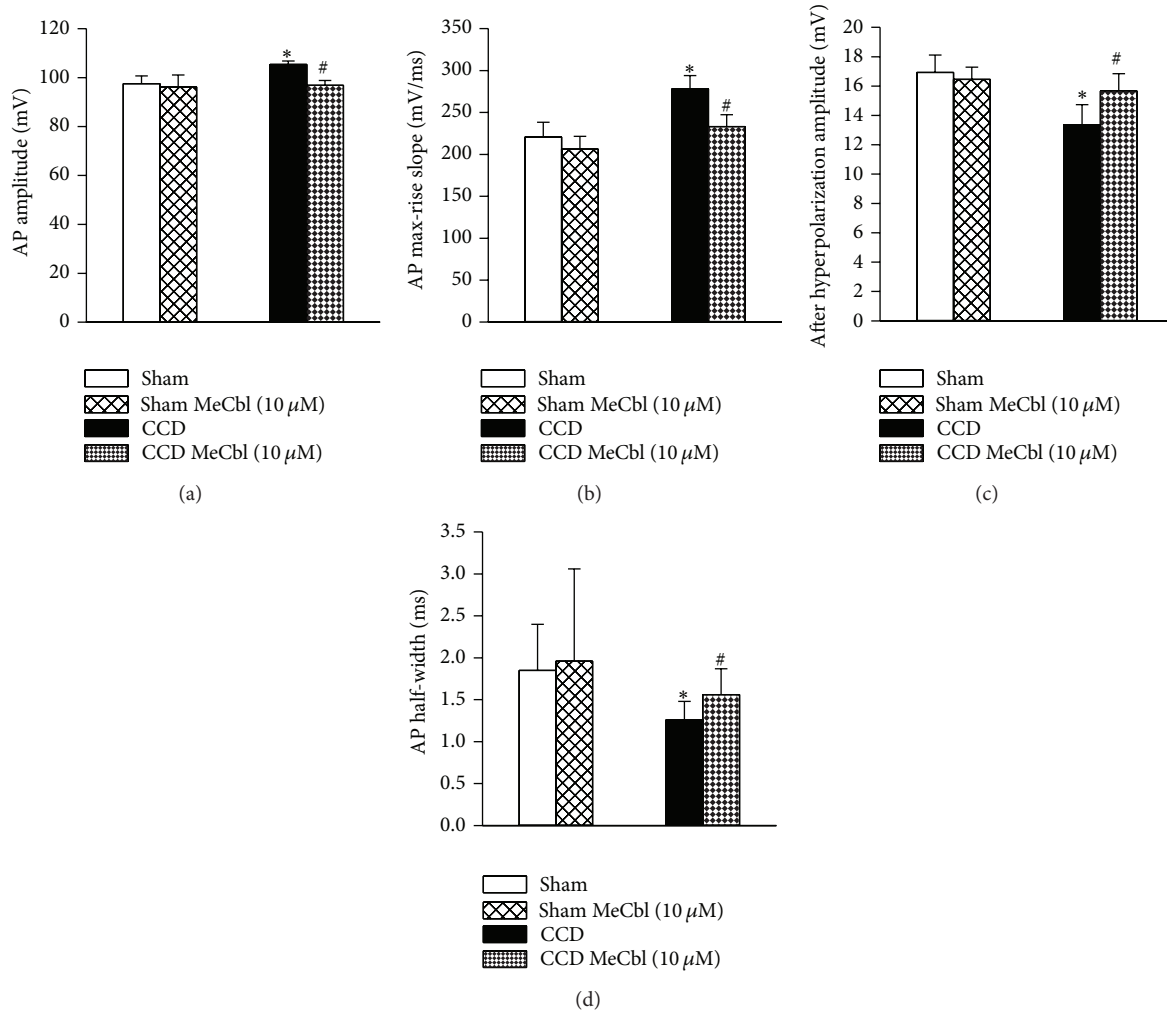 AP amplitude (mV)
120
100
80
60
40
20
0
*
#
Sham
Sham MeCbl (10 μM)
CCD
CCD MeCbl (10 μM)
(a)
AP max-rise slope (mV/ms)
350
300
250
200
150
100
50
0
*
#
Sham
Sham MeCbl (10 μM)
CCD
CCD MeCbl (10 μM)
(b)
After hyperpolarization amplitude (mV)
20
18
16
14
12
10
8
6
4
2
0
*
#
Sham
Sham MeCbl (10 μM)
CCD
CCD MeCbl (10 μM)
(c)
AP half-width (ms)
3.5
3.0
2.5
2.0
1.5
1.0
0.5
0.0
*
#
Sham
Sham MeCbl (10 μM)
CCD
CCD MeCbl (10 μM)
(d)